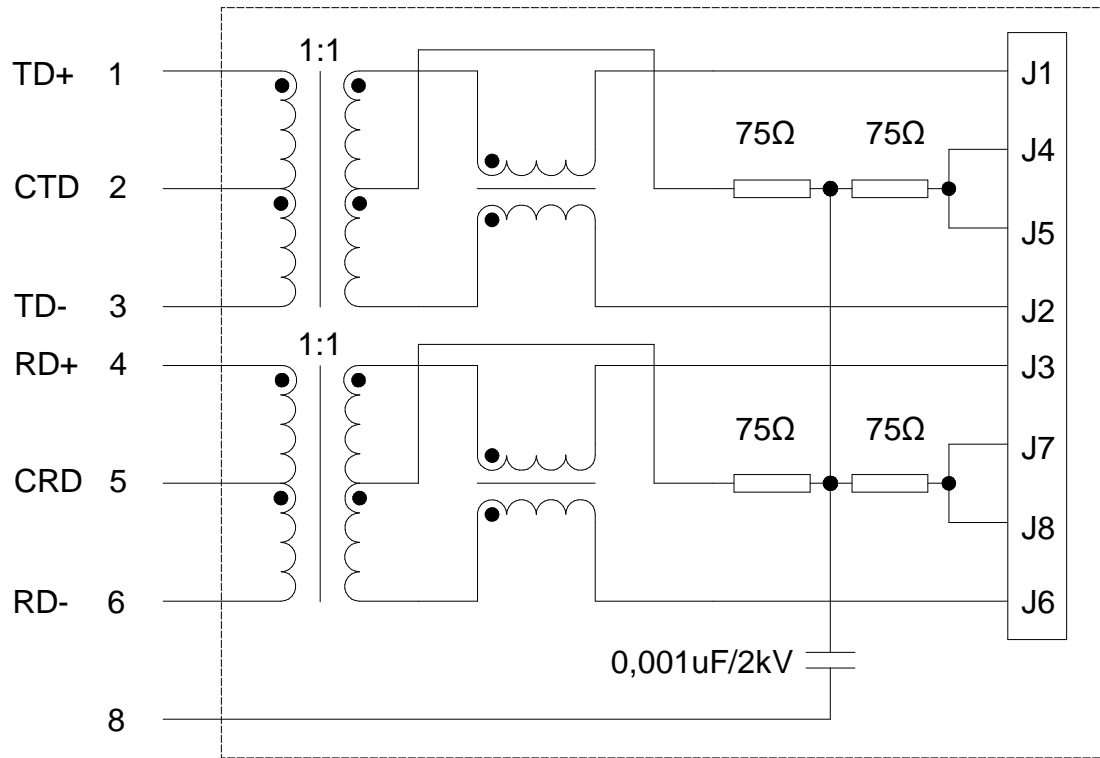 1:1
TD+ 1
J1
75Ω 75Ω
J4
CTD 2
J5
TD- 3
J2
1:1
RD+ 4
J3
75Ω 75Ω
J7
CRD 5
J8
RD- 6
J6
0,001uF/2kV
8